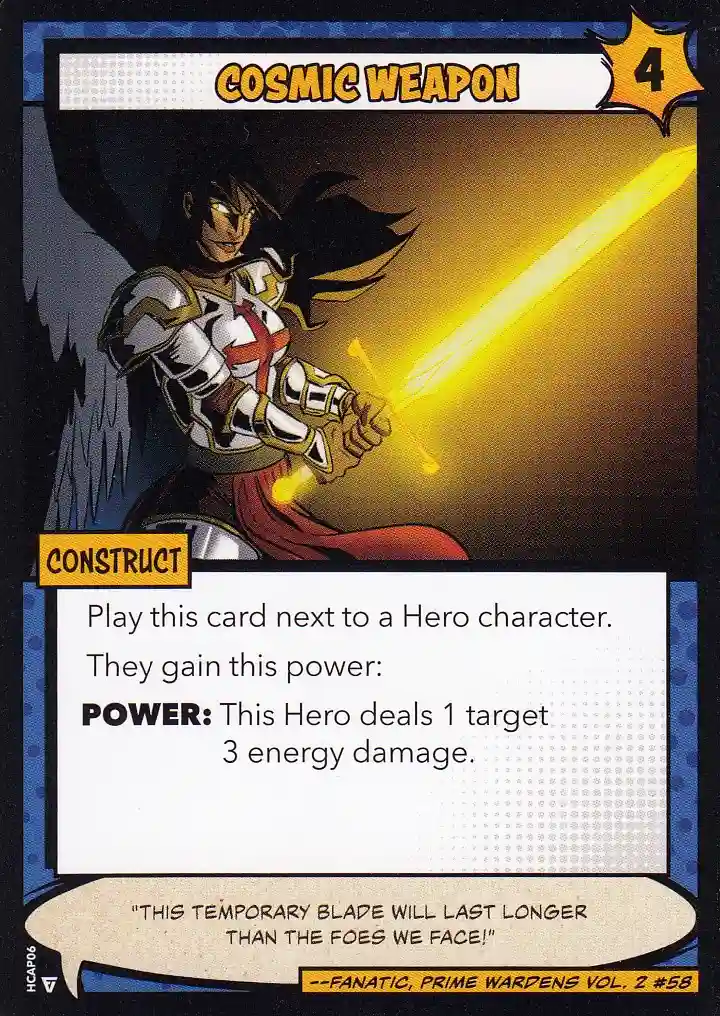 COSMIC WEAPON
4
CONSTRUCT
Play this card next to a Hero character.
They gain this power:
POWER: This Hero deals 1 target
3 energy damage.
"THIS TEMPORARY BLADE WILL LAST LONGER
THAN THE FOES WE FACE!"
--FANATIC, PRIME WARDENS VOL. 2 #58
HCAP06